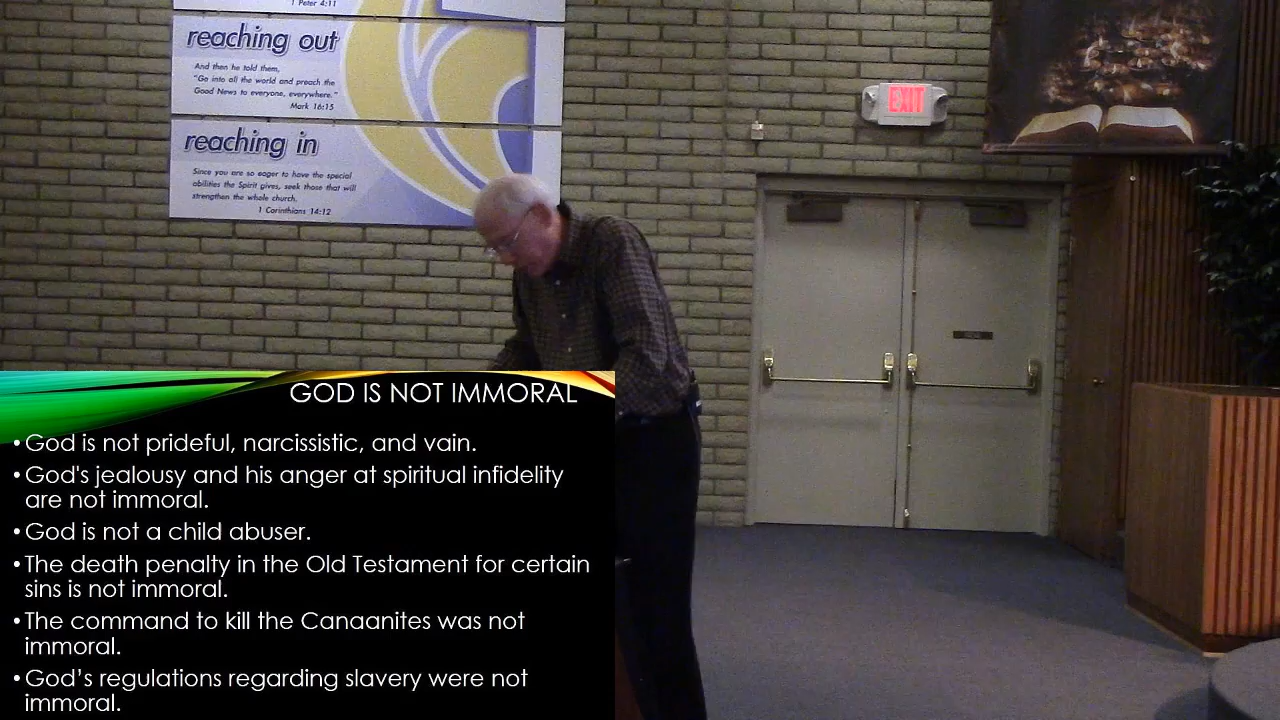 1 Peter 4:11
reaching out
And then he told them,
"Go into all the world and preach the
Good News to everyone, everywhere."
Mark 16:15
reaching in
Since you are so eager to have the special
abilities the Spirit gives, seek those that will
strengthen the whole church.
1 Corinthians 14:12
EXIT
GOD IS NOT IMMORAL
• God is not prideful, narcissistic, and vain.
• God's jealousy and his anger at spiritual infidelity
are not immoral.
• God is not a child abuser.
• The death penalty in the Old Testament for certain
sins is not immoral.
• The command to kill the Canaanites was not
immoral.
• God's regulations regarding slavery were not
immoral.